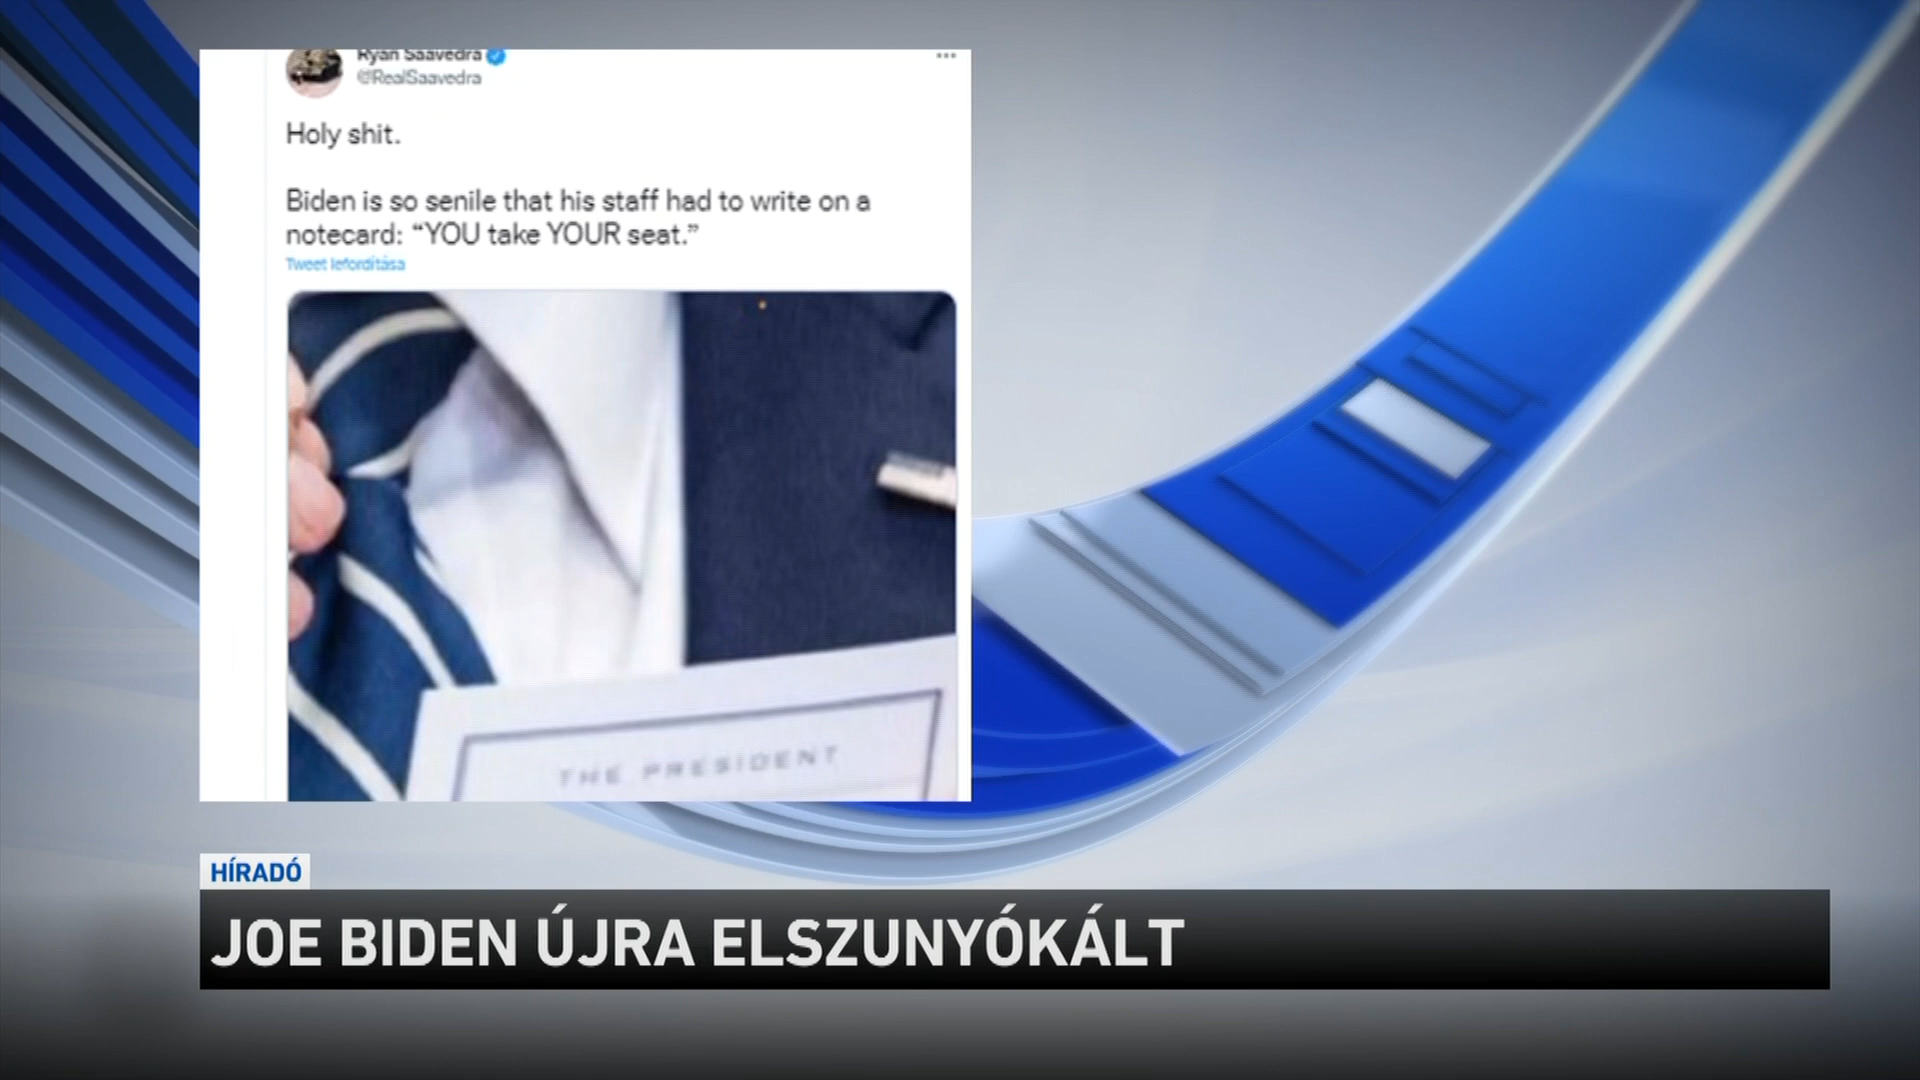 Ryan Saavedra
@RealSaavedra
Holy shit.
Biden is so senile that his staff had to write on a
notecard: “YOU take YOUR seat.”
Tweet lefordítása
THE PRESIDENT
HÍRADÓ
JOE BIDEN ÚJRA ELSZUNYÓKÁLT